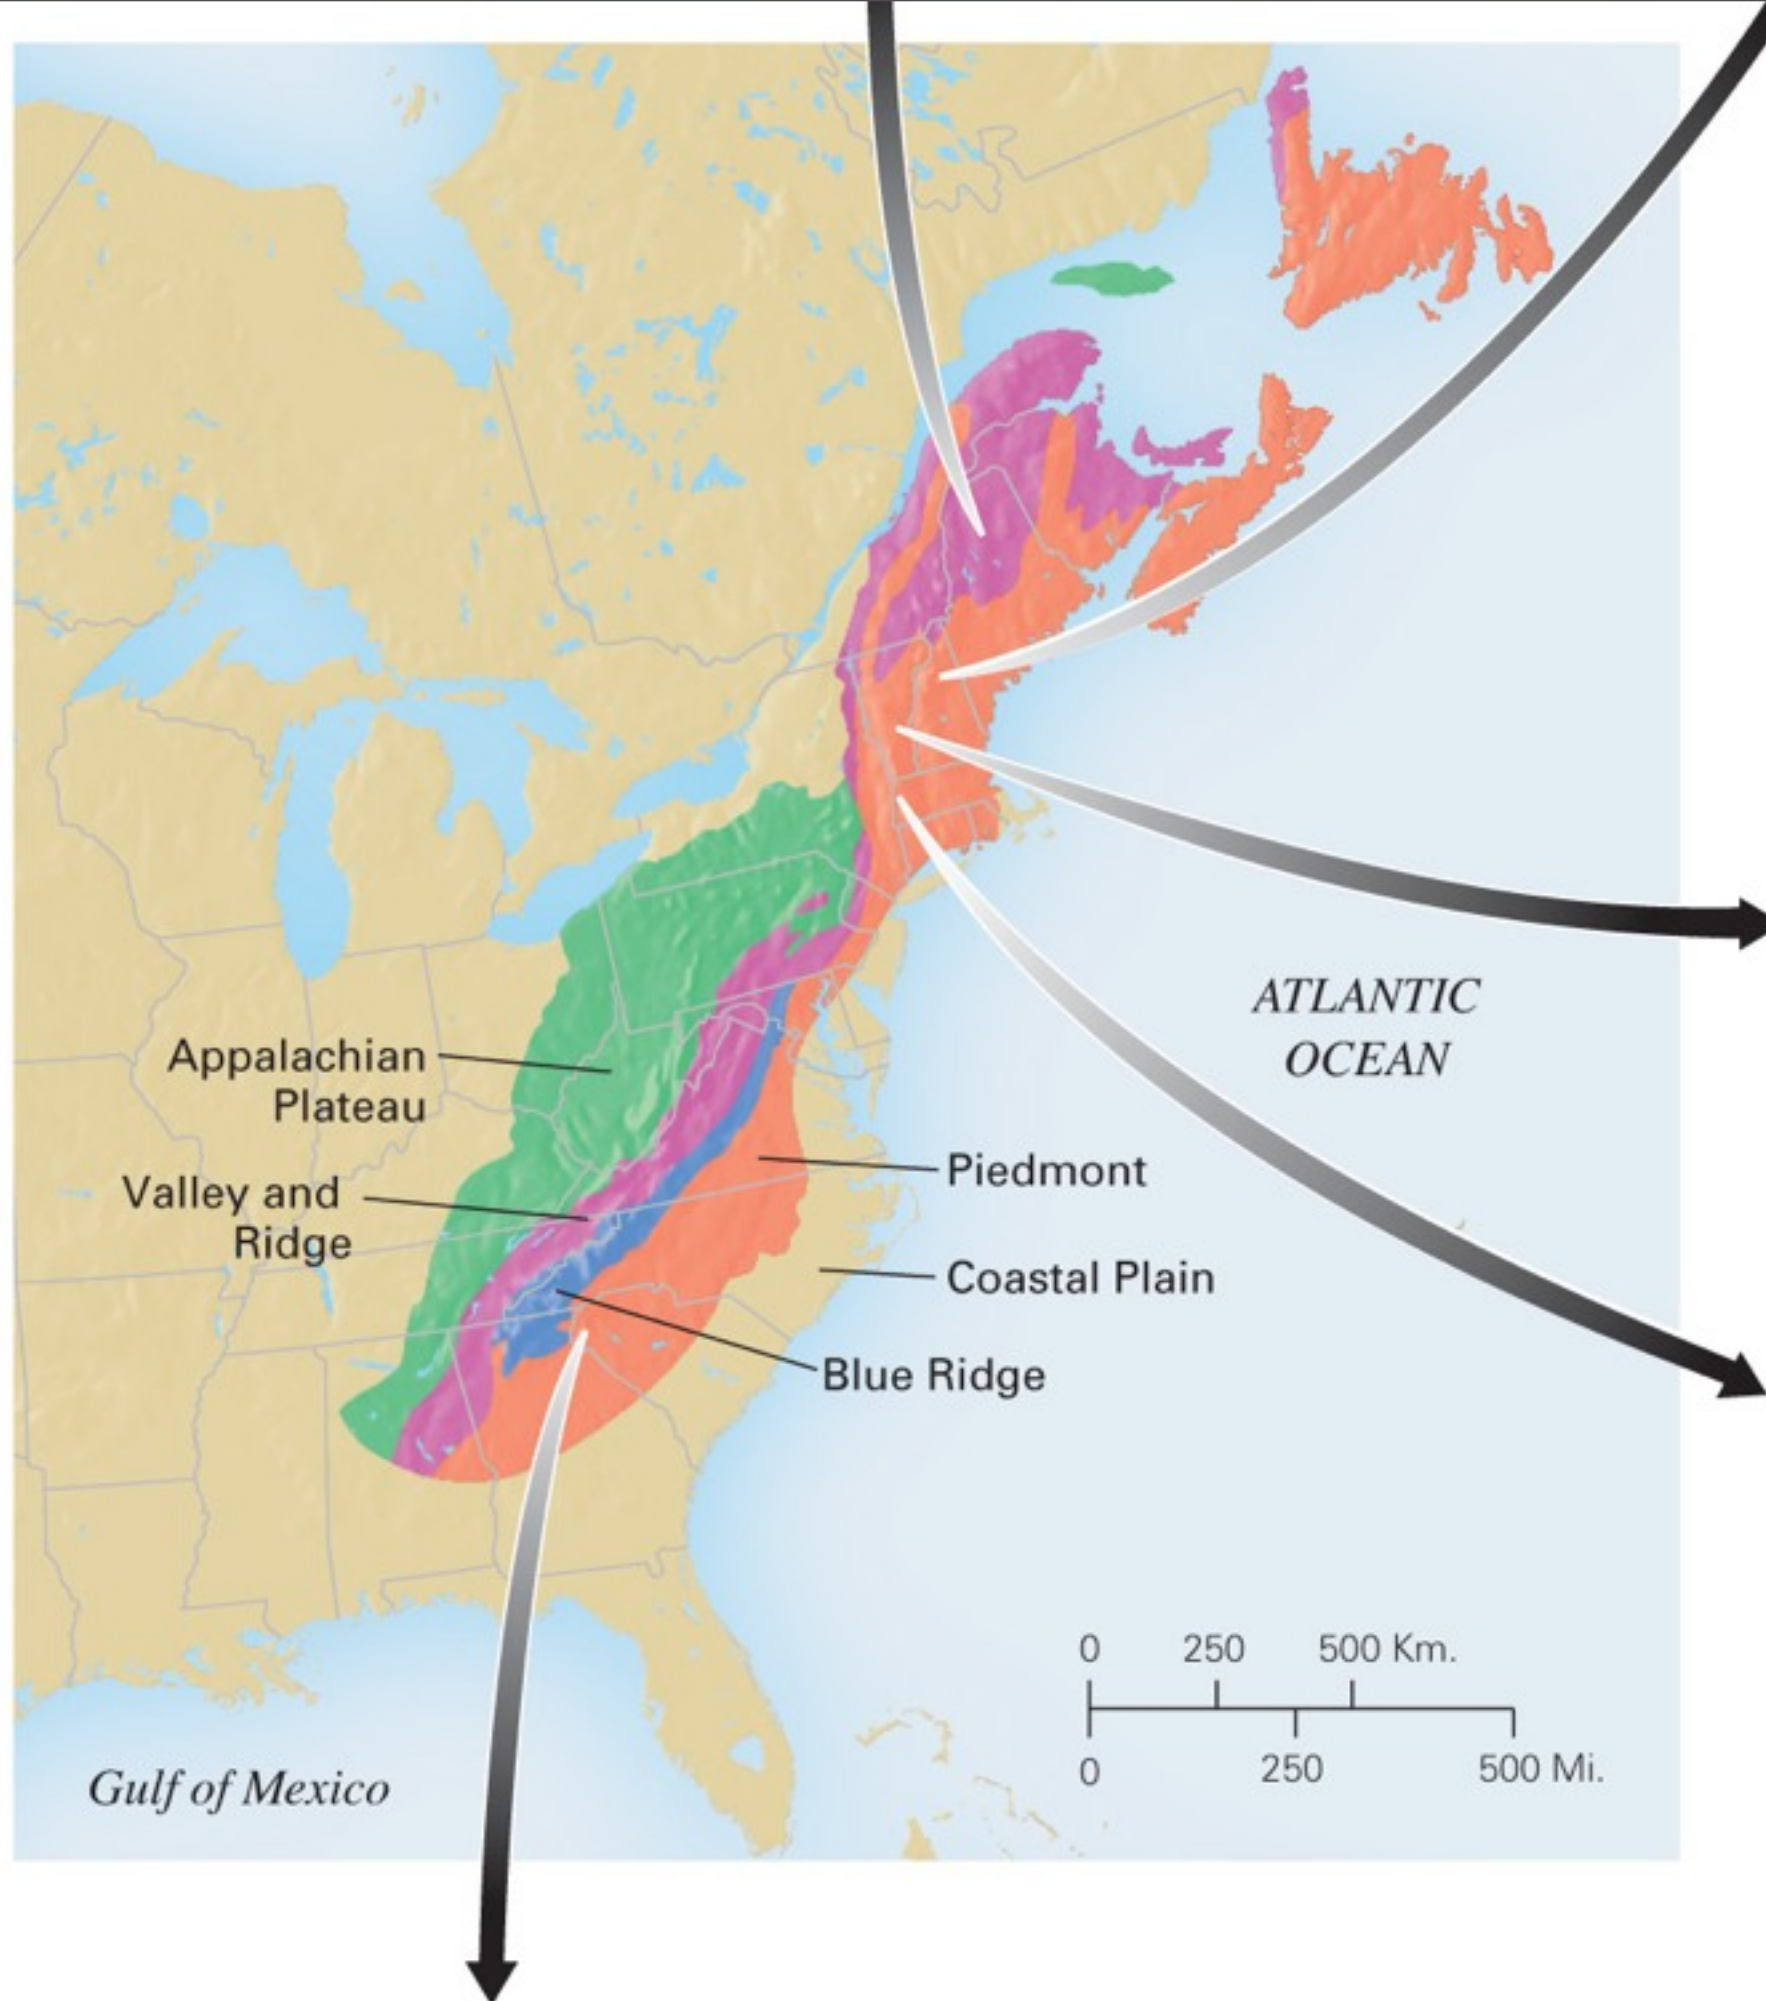 ATLANTIC
OCEAN
Appalachian
Plateau
Valley and
Ridge
Piedmont
Coastal Plain
Blue Ridge
0 250 500 Km.
0 250 500 Mi.
Gulf of Mexico